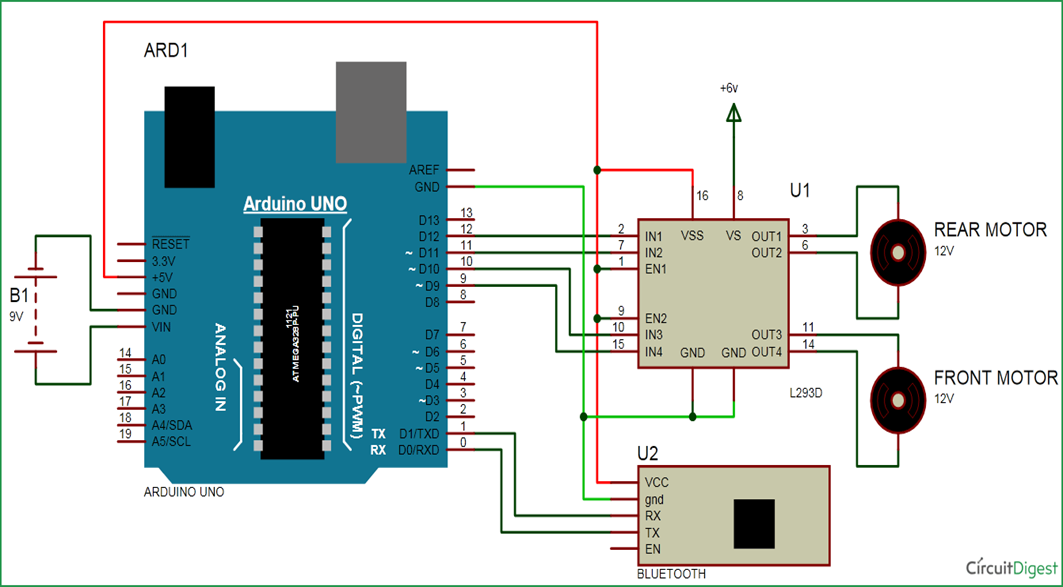 ARD1
Arduino UNO
1121
ATMEGA328P-PU
ANALOG IN
DIGITAL (~PWM)
RESET
3.3V
+5V
GND
GND
VIN
14 A0
15 A1
16 A2
17 A3
18 A4/SDA
19 A5/SCL
AREF
GND
D13 13
D12 12
~ D11 11
~ D10 10
~D9 9
D8 8
D7 7
~ D6 6
~ D5 5
D4 4
~D3 3
D2 2
TX D1/TXD 1
RX D0/RXD 0
ARDUINO UNO
B1
9V
+6v
16 8
U1
2 IN1 VSS VS OUT1 3
7 IN2 OUT2 6
1 EN1
9 EN2
10 IN3 OUT3 11
15 IN4 GND GND OUT4 14
L293D
REAR MOTOR
12V
FRONT MOTOR
12V
U2
VCC
gnd
RX
TX
EN
BLUETOOTH
CircuitDigest